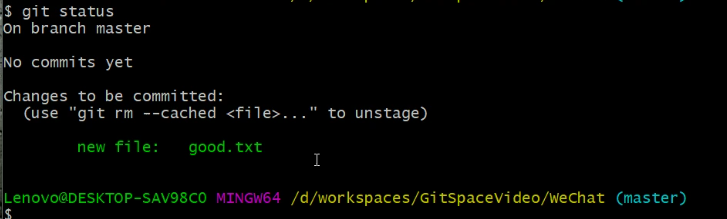 $ git status
On branch master
No commits yet
Changes to be committed:
(use "git rm --cached <file>..." to unstage)
new file: good.txt
Lenovo@DESKTOP-SAV98C0 MINGW64 /d/workspaces/GitSpaceVideo/WeChat (master)
$